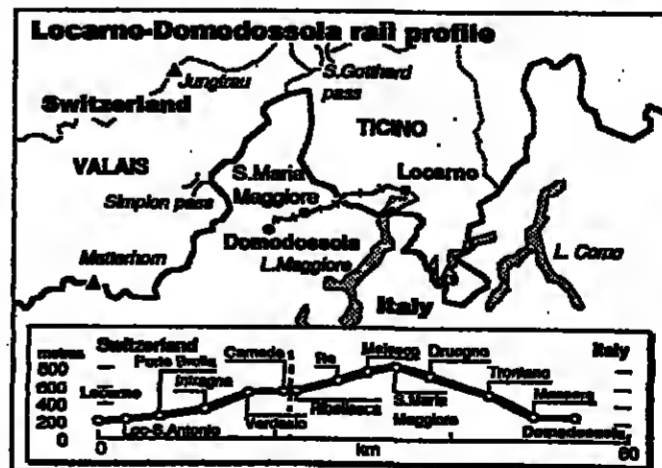 Locarno-Domodossola rail profile
Jungfrau
S.Gotthard
pass
Switzerland
TICINO
VALAIS
S.Maria
Maggiore
Locarno
Simplon pass
Domodossola
Matterhorn
L.Maggiore
L. Como
Italy
Switzerland
Italy
metres
800
600
400
200
0
Locarno
Ponte Brolla
Intragna
Camedo
Re
Malesco
Druogno
Trontano
Masera
Verdasio
Ribellasca
S.Maria
Maggiore
Domodossola
0
km
60